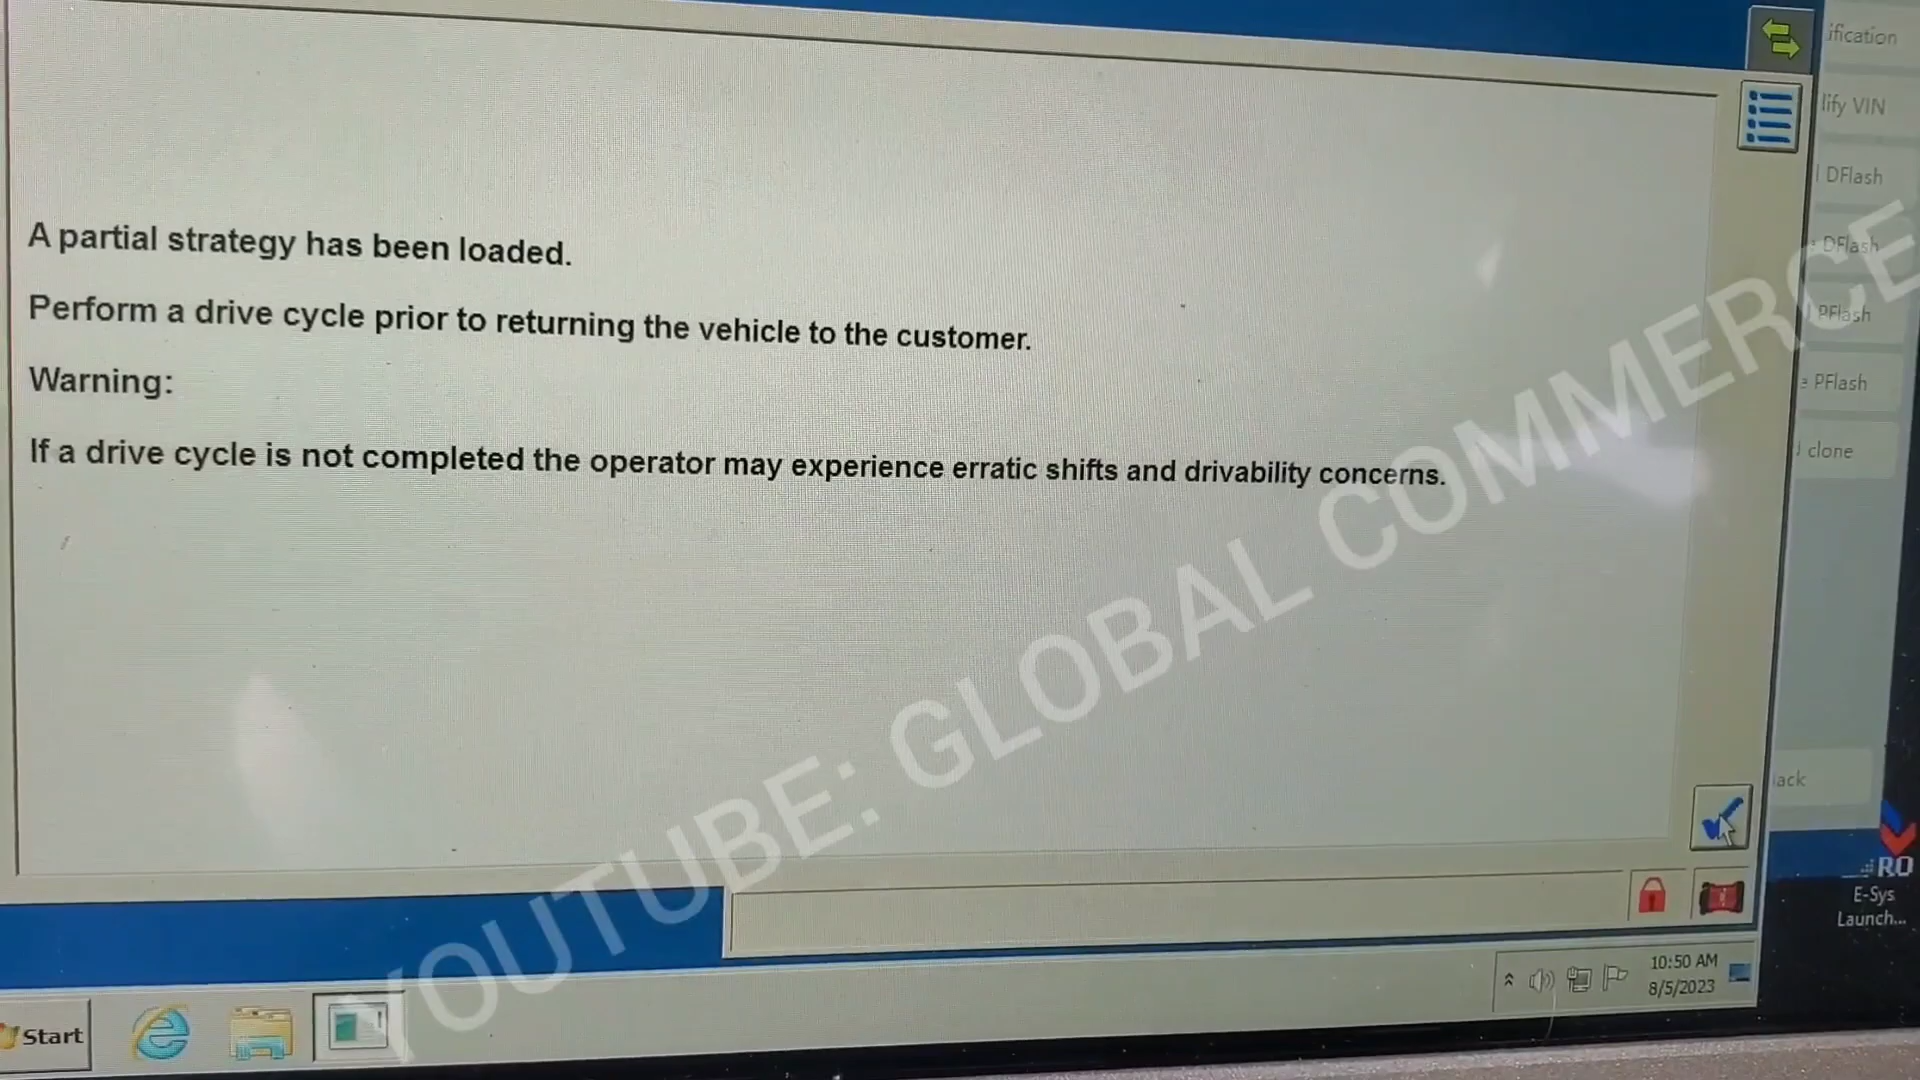 A partial strategy has been loaded.
Perform a drive cycle prior to returning the vehicle to the customer.
Warning:
If a drive cycle is not completed the operator may experience erratic shifts and drivability concerns.
ification
lify VIN
DFlash
DFlash
PFlash
PFlash
clone
ack
RO
E-Sys
Launch...
10:50 AM
8/5/2023
Start
YOUTUBE: GLOBAL COMMERCE